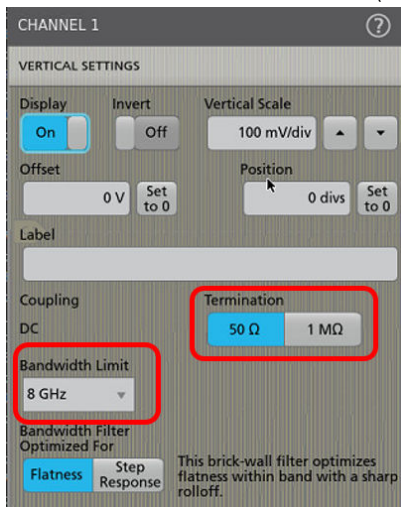 CHANNEL 1
?
VERTICAL SETTINGS
Display Invert Vertical Scale
On Off 100 mV/div
Offset Position
0 V Set to 0 0 divs Set to 0
Label
Coupling Termination
DC 50 Ω 1 MΩ
Bandwidth Limit
8 GHz
Bandwidth Filter
Optimized For
Flatness Step Response
This brick-wall filter optimizes
flatness within band with a sharp
rolloff.